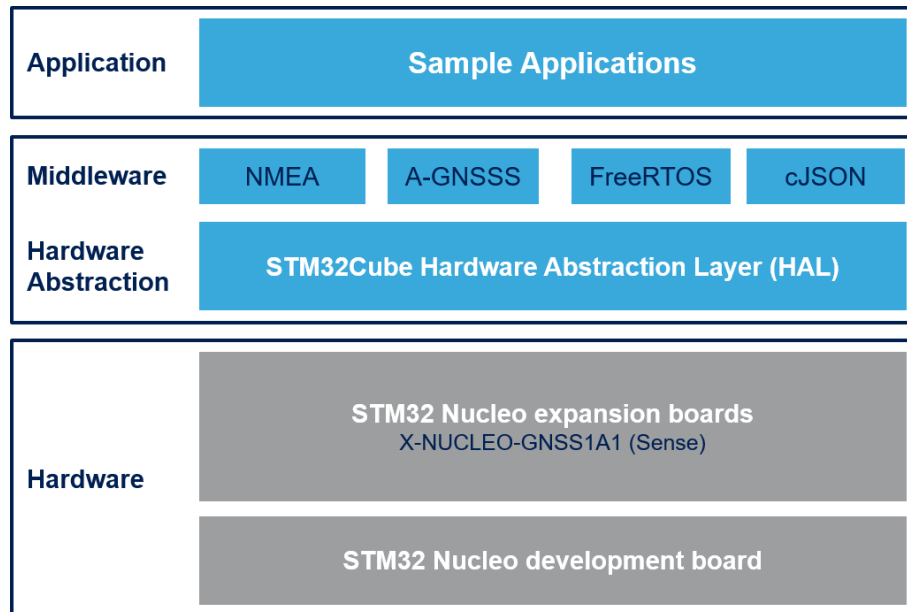 Application
Sample Applications
Middleware
NMEA
A-GNSSS
FreeRTOS
cJSON
Hardware
Abstraction
STM32Cube Hardware Abstraction Layer (HAL)
Hardware
STM32 Nucleo expansion boards
X-NUCLEO-GNSS1A1 (Sense)
STM32 Nucleo development board